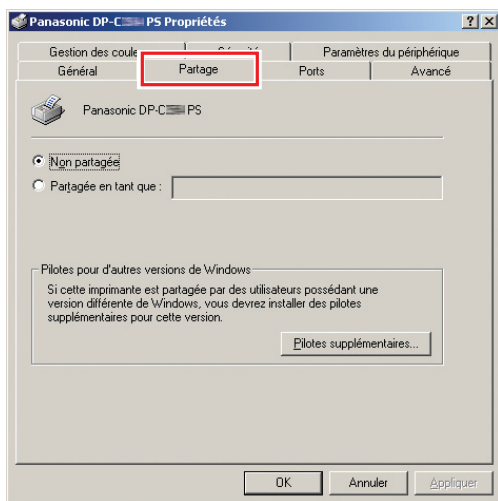 Panasonic DP-C PS Propriétés
Gestion des coule
Paramètres du périphérique
Général
Partage
Ports
Avancé
Panasonic DP-C PS
Non partagée
Partagée en tant que :
Pilotes pour d'autres versions de Windows
Si cette imprimante est partagée par des utilisateurs possédant une
version différente de Windows, vous devrez installer des pilotes
supplémentaires pour cette version.
Pilotes supplémentaires...
OK
Annuler
Appliquer